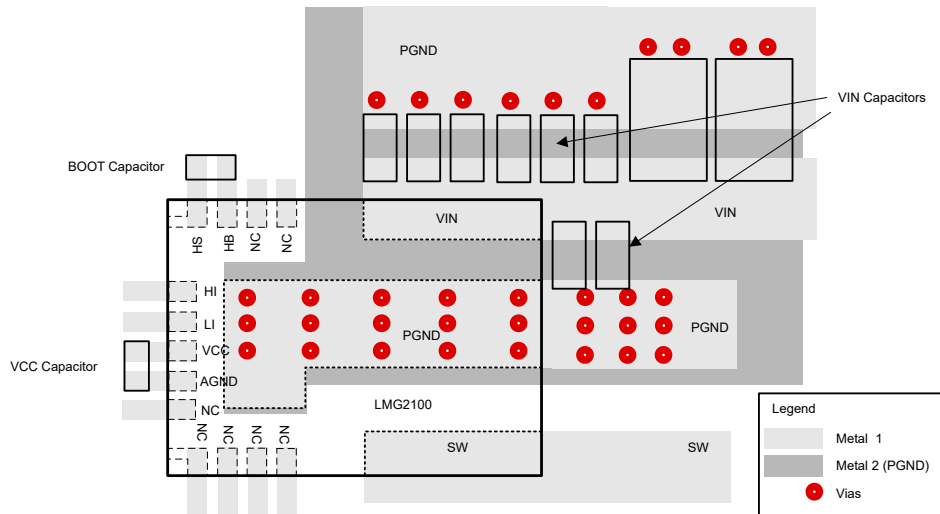 PGND
VIN Capacitors
BOOT Capacitor
VIN
VIN
HS
HB
NC
NC
HI
LI
VCC
PGND
PGND
VCC Capacitor
AGND
NC
LMG2100
NC
NC
NC
NC
SW
SW
Legend
Metal 1
Metal 2 (PGND)
Vias